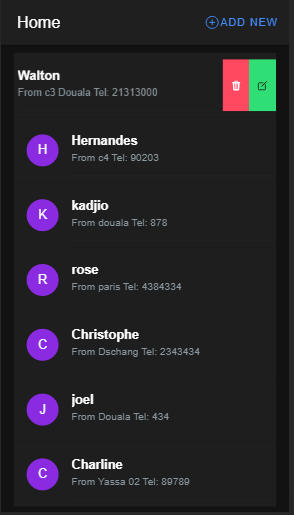 Home
ADD NEW
Walton
From c3 Douala Tel: 21313000
H
Hernandes
From c4 Tel: 90203
K
kadjio
From douala Tel: 878
R
rose
From paris Tel: 4384334
C
Christophe
From Dschang Tel: 2343434
J
joel
From Douala Tel: 434
C
Charline
From Yassa 02 Tel: 89789